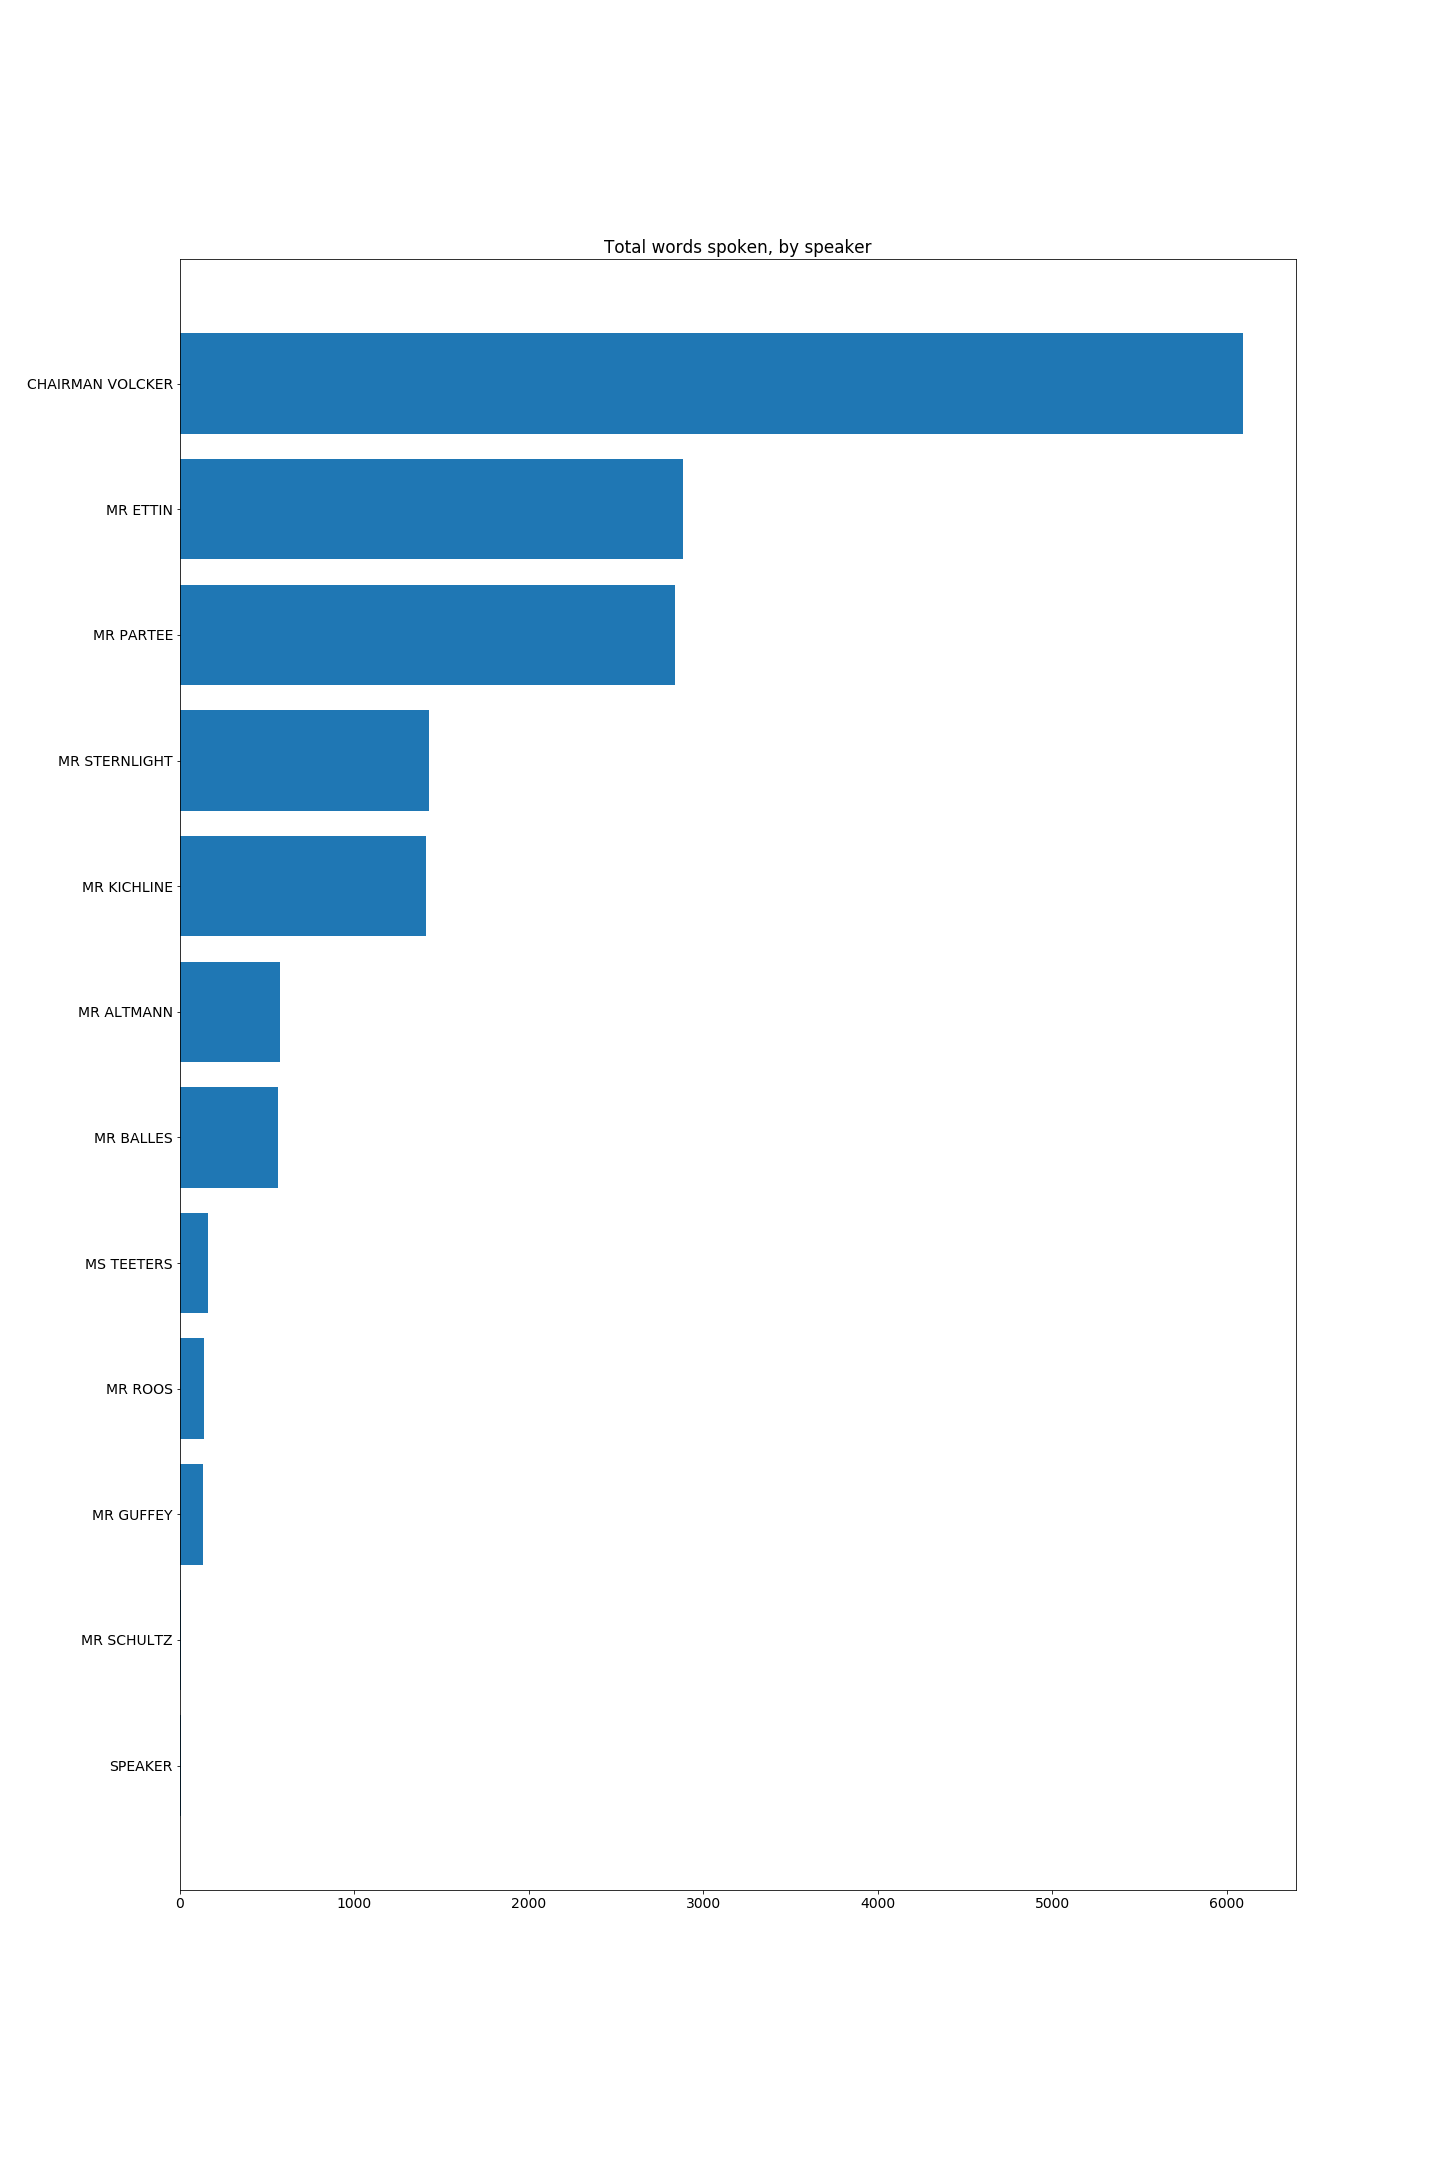 Total words spoken, by speaker
CHAIRMAN VOLCKER
MR ETTIN
MR PARTEE
MR STERNLIGHT
MR KICHLINE
MR ALTMANN
MR BALLES
MS TEETERS
MR ROOS
MR GUFFEY
MR SCHULTZ
SPEAKER
0 1000 2000 3000 4000 5000 6000